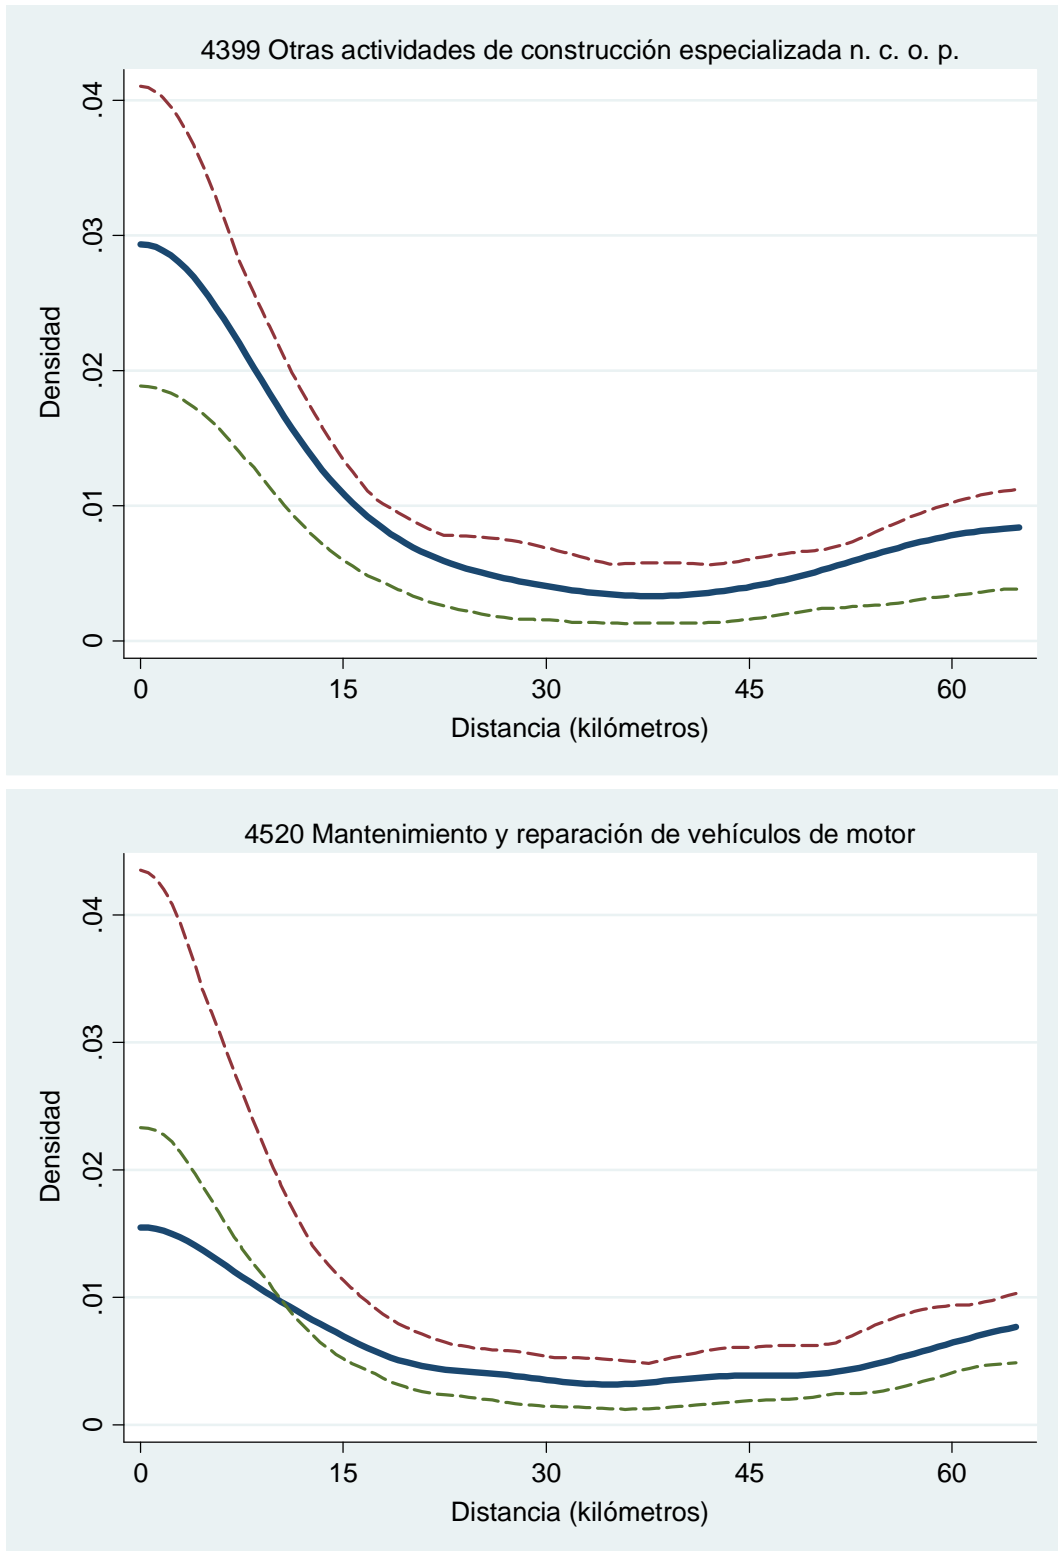 4399 Otras actividades de construcción especializada n. c. o. p.
.04
.03
.02
.01
0
Densidad
0 15 30 45 60
Distancia (kilómetros)
4520 Mantenimiento y reparación de vehículos de motor
.04
.03
.02
.01
0
Densidad
0 15 30 45 60
Distancia (kilómetros)